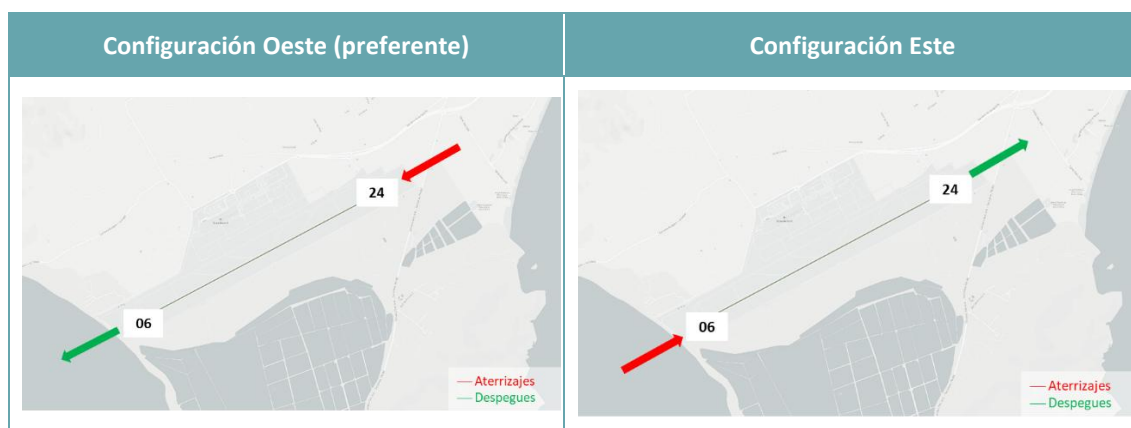 Configuración Oeste (preferente)
Configuración Este
24
06
Aterrizajes
Despegues
24
06
Aterrizajes
Despegues